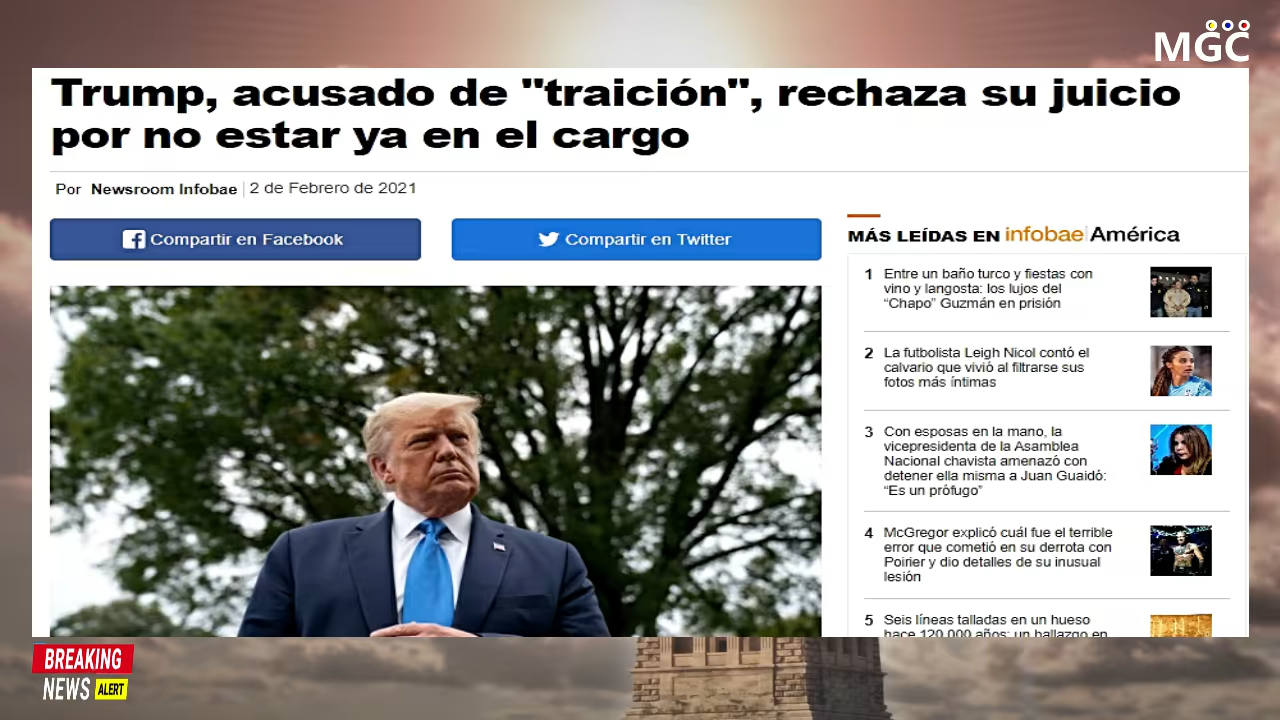 MGC
Trump, acusado de "traición", rechaza su juicio
por no estar ya en el cargo
Por Newsroom Infobae | 2 de Febrero de 2021
Compartir en Facebook
Compartir en Twitter
MÁS LEÍDAS EN infobae América
1 Entre un baño turco y fiestas con
vino y langosta: los lujos del
“Chapo” Guzmán en prisión
2 La futbolista Leigh Nicol contó el
calvario que vivió al filtrarse sus
fotos más íntimas
3 Con esposas en la mano, la
vicepresidenta de la Asamblea
Nacional chavista amenazó con
detener ella misma a Juan Guaidó:
“Es un prófugo”
4 McGregor explicó cuál fue el terrible
error que cometió en su derrota con
Poirier y dio detalles de su inusual
lesión
5 Seis líneas talladas en un hueso
hace 120.000 años: un hallazgo en
BREAKING
NEWS ALERT